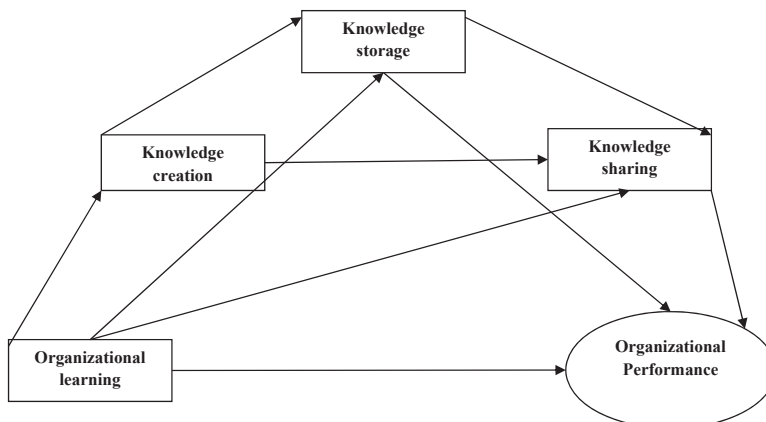 Knowledge
storage
Knowledge
creation
Knowledge
sharing
Organizational
learning
Organizational
Performance